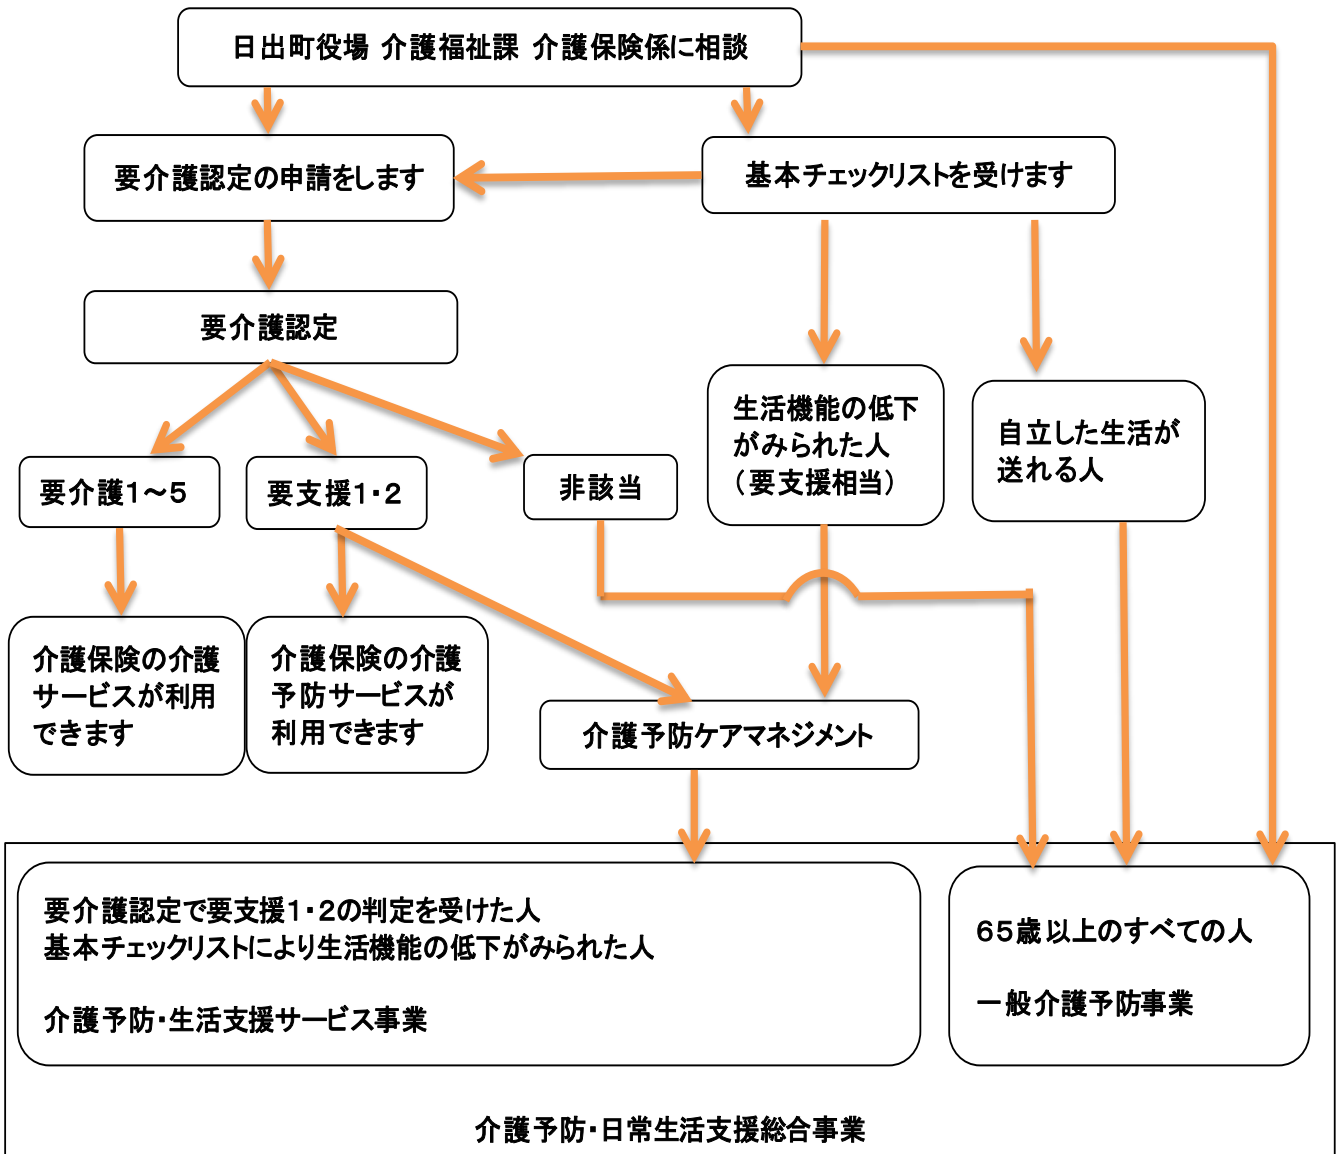 日出町役場 介護福祉課 介護保険係に相談
要介護認定の申請をします
基本チェックリストを受けます
要介護認定
生活機能の低下
がみられた人
（要支援相当）
自立した生活が
送れる人
要介護１～５
要支援１・２
非該当
介護保険の介護
サービスが利用
できます
介護保険の介護
予防サービスが
利用できます
介護予防ケアマネジメント
要介護認定で要支援１・２の判定を受けた人
基本チェックリストにより生活機能の低下がみられた人
介護予防・生活支援サービス事業
６５歳以上のすべての人
一般介護予防事業
介護予防・日常生活支援総合事業